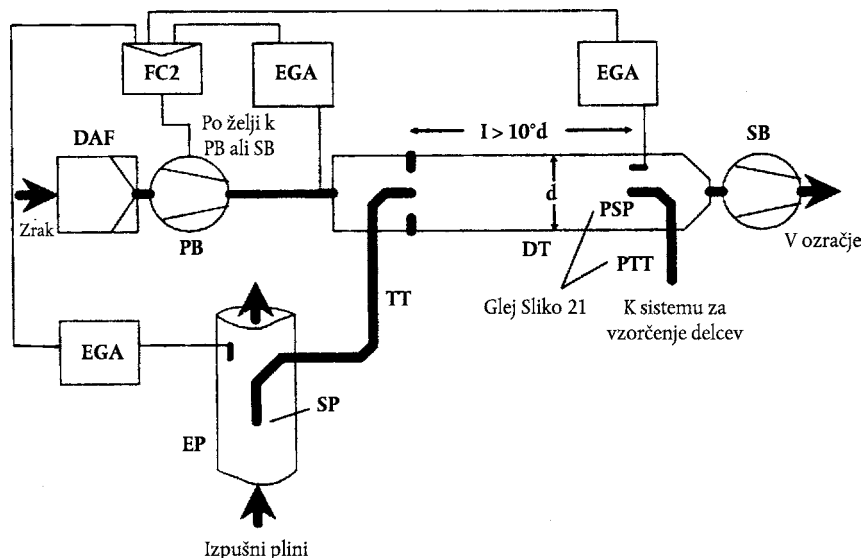 FC2
EGA
EGA
DAF
Po želji k
PB ali SB
l > 10*d
SB
Zrak
PB
d
PSP
DT
PTT
V ozračje
TT
Glej Sliko 21
K sistemu za
vzorčenje delcev
EGA
SP
EP
Izpušni plini